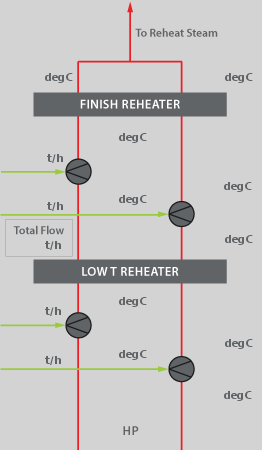 To Reheat Steam
degC degC
FINISH REHEATER
degC
t/h
degC
degC
t/h
Total Flow
t/h
degC
LOW T REHEATER
degC
t/h
degC
degC
t/h
degC
HP